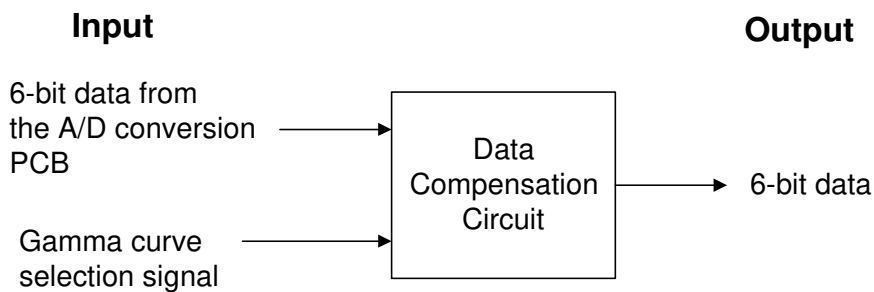 Input
Output
6-bit data from
the A/D conversion
PCB
Data
Compensation
Circuit
6-bit data
Gamma curve
selection signal